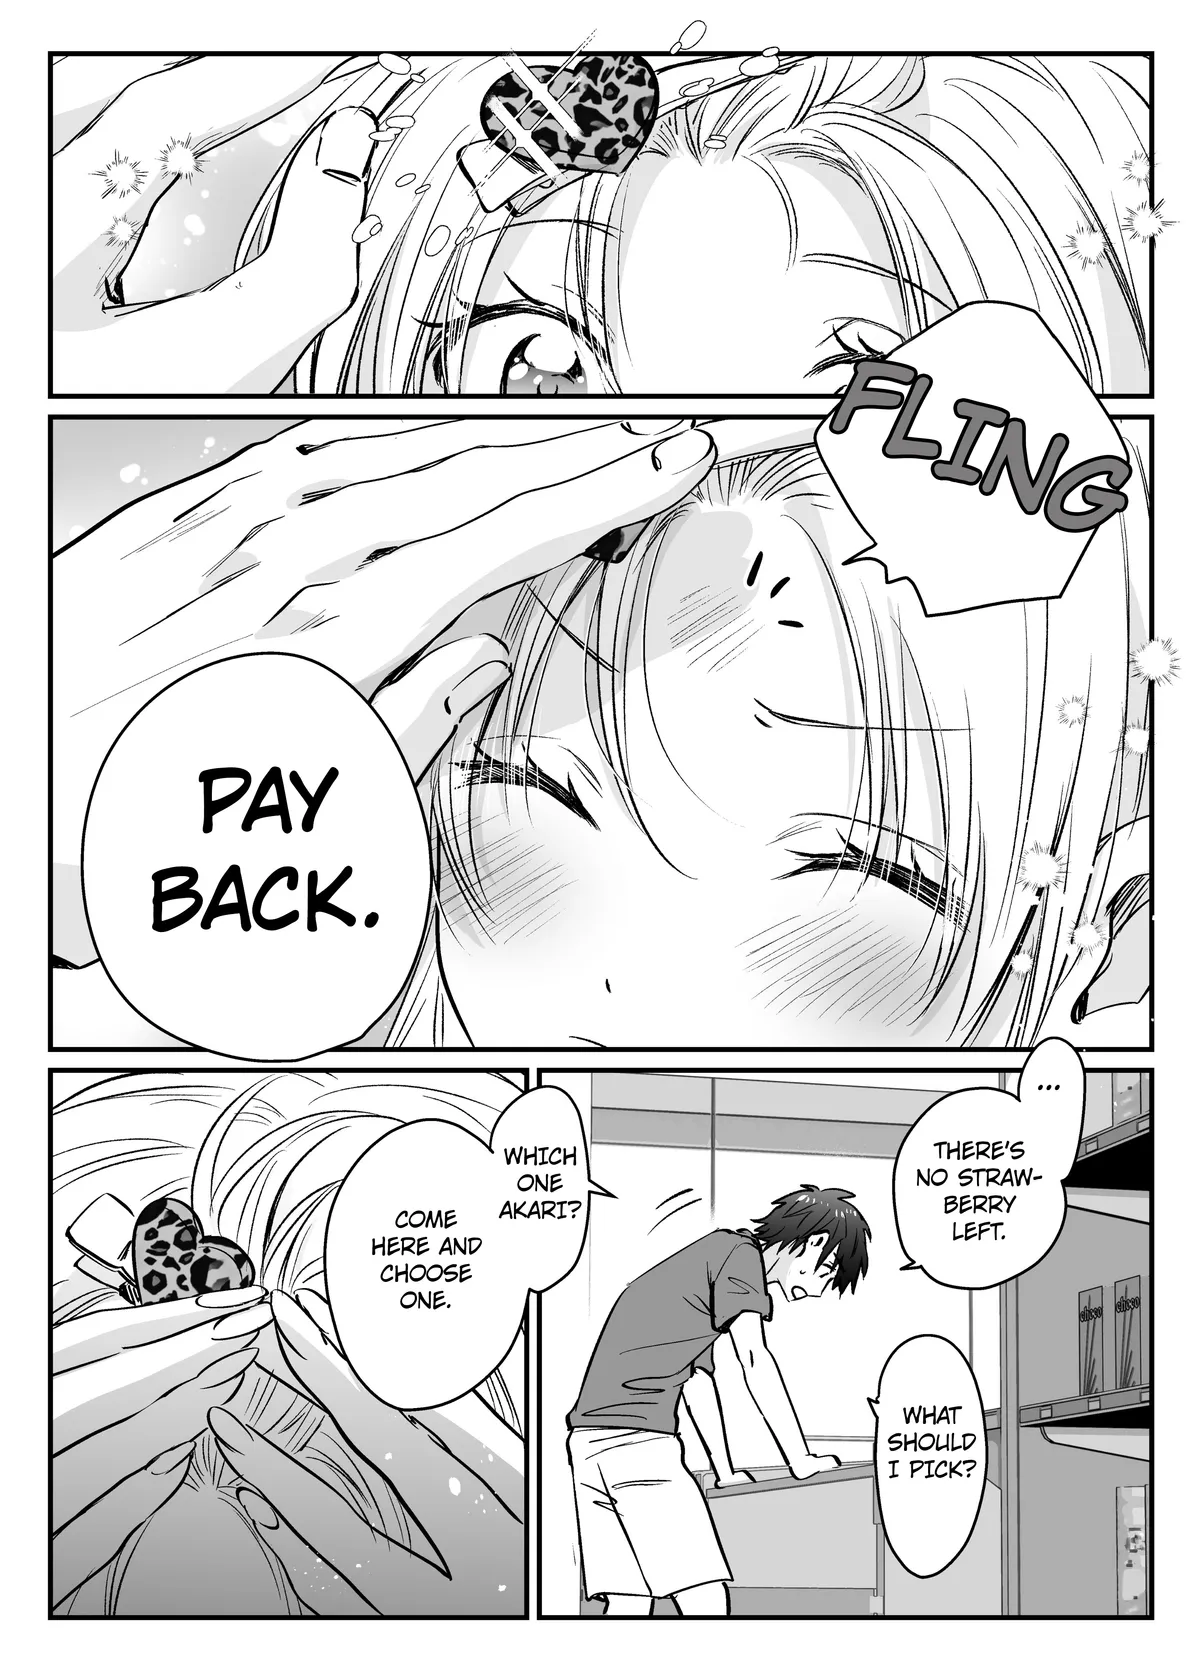 FLING
PAY
BACK.
...
THERE'S
NO STRAW-
BERRY
LEFT.
WHAT
SHOULD
I PICK?
choco
choco
WHICH
ONE
AKARI?
COME
HERE AND
CHOOSE
ONE.